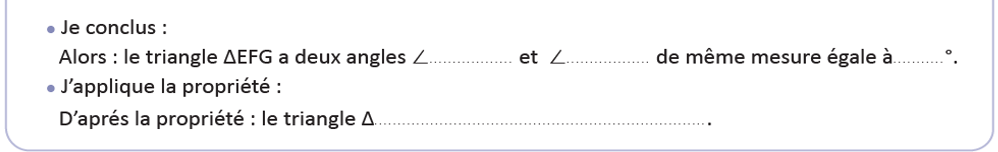 • Je conclus :
Alors : le triangle ΔEFG a deux angles ∠.................. et ∠.................. de même mesure égale à...........°.
• J’applique la propriété :
D’aprés la propriété : le triangle Δ........................................................................ .